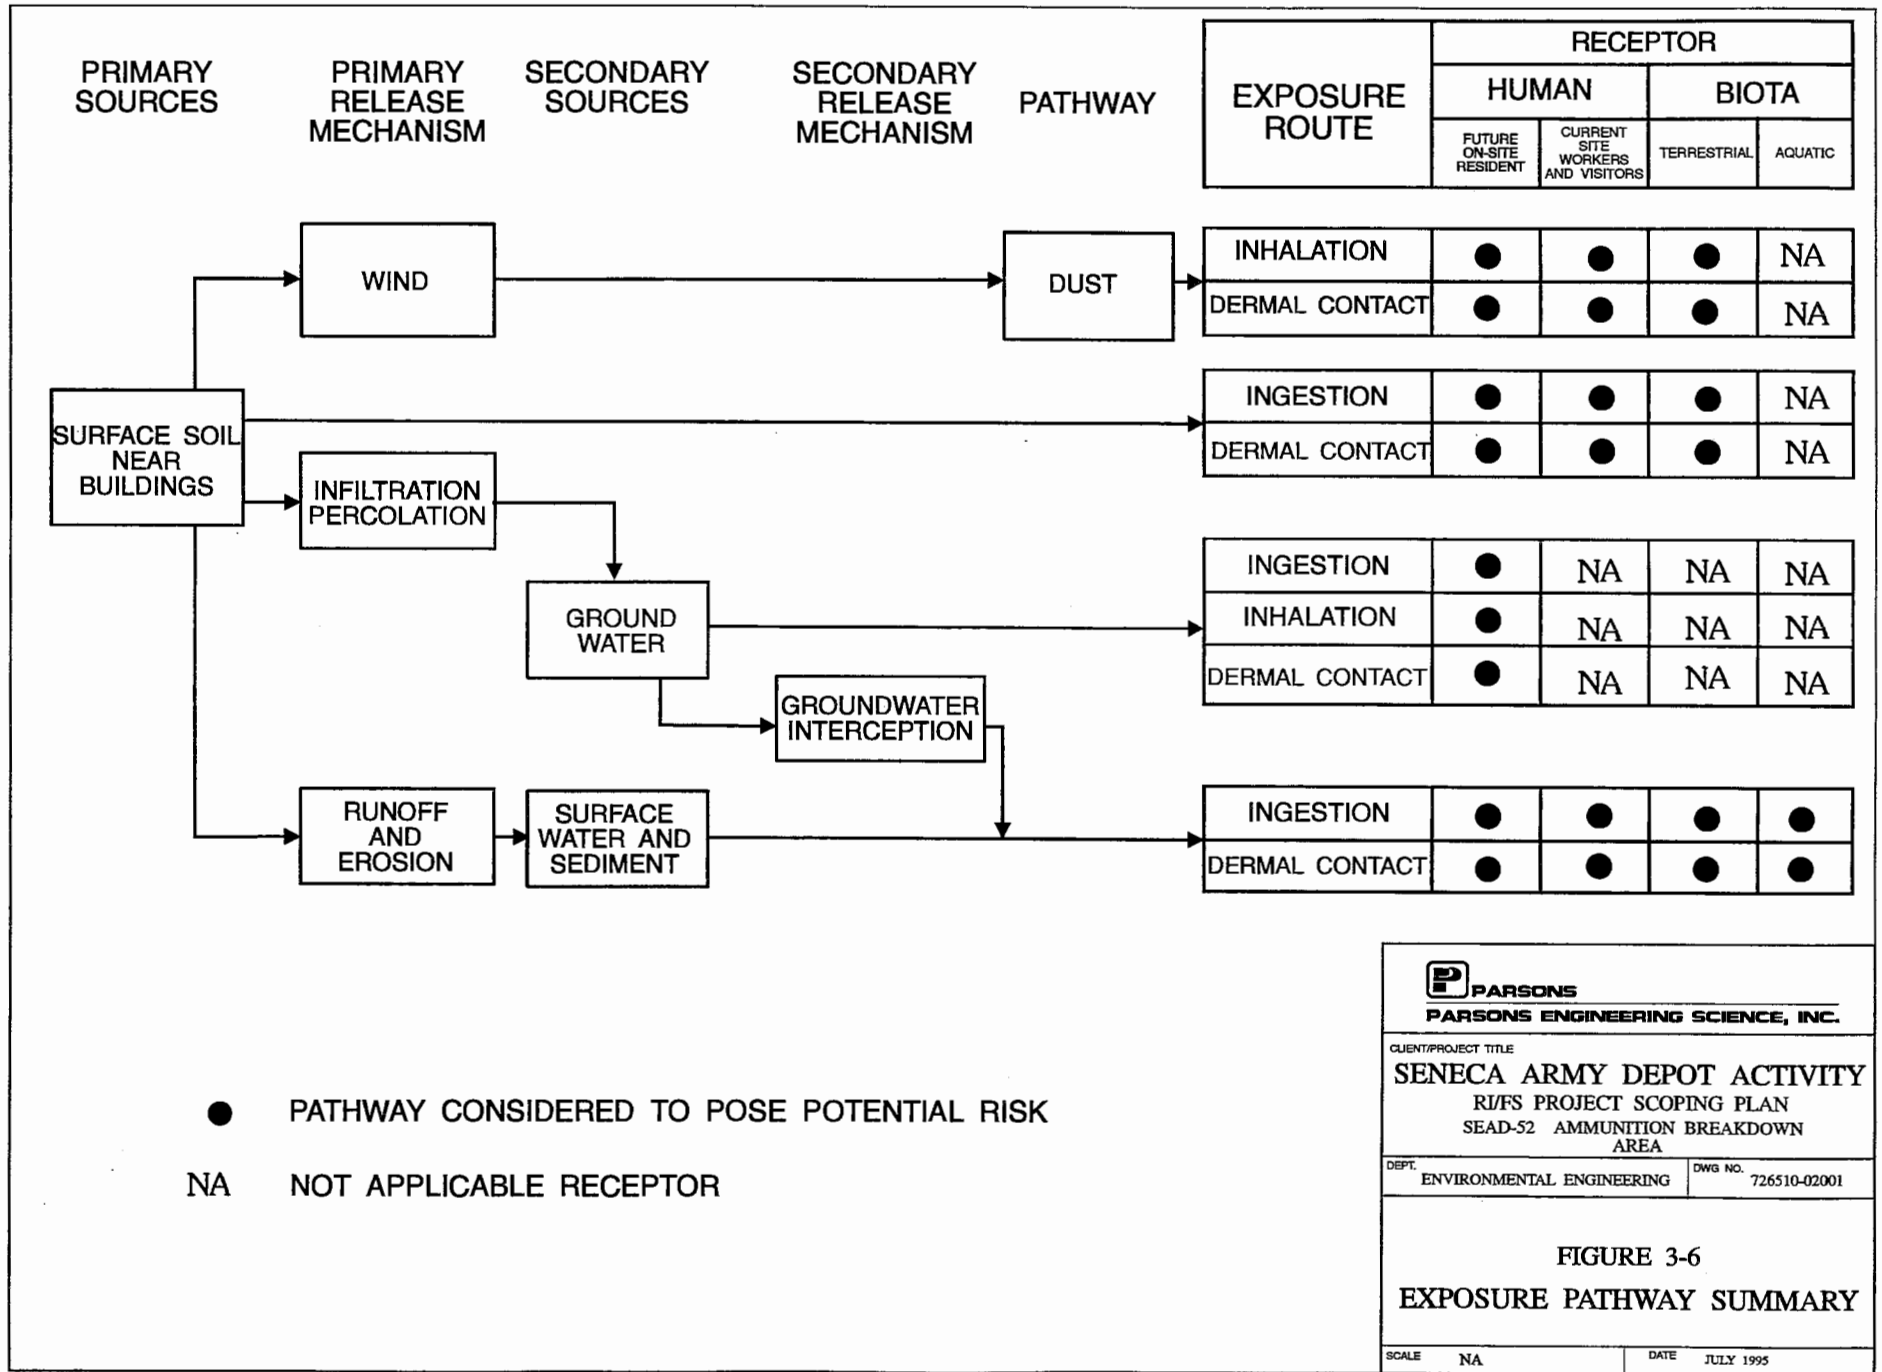 PRIMARY
SOURCES
PRIMARY
RELEASE
MECHANISM
SECONDARY
SOURCES
SECONDARY
RELEASE
MECHANISM
PATHWAY
EXPOSURE
ROUTE
RECEPTOR
HUMAN
BIOTA
FUTURE
ON-SITE
RESIDENT
CURRENT
SITE
WORKERS
AND VISITORS
TERRESTRIAL
AQUATIC
WIND
DUST
INHALATION ● ● ● NA
DERMAL CONTACT ● ● ● NA
SURFACE SOIL
NEAR
BUILDINGS
INGESTION ● ● ● NA
DERMAL CONTACT ● ● ● NA
INFILTRATION
PERCOLATION
GROUND
WATER
INGESTION ● NA NA NA
INHALATION ● NA NA NA
DERMAL CONTACT ● NA NA NA
GROUNDWATER
INTERCEPTION
RUNOFF
AND
EROSION
SURFACE
WATER AND
SEDIMENT
INGESTION ● ● ● ●
DERMAL CONTACT ● ● ● ●
● PATHWAY CONSIDERED TO POSE POTENTIAL RISK
NA NOT APPLICABLE RECEPTOR
P PARSONS
PARSONS ENGINEERING SCIENCE, INC.
CLIENT/PROJECT TITLE
SENECA ARMY DEPOT ACTIVITY
RI/FS PROJECT SCOPING PLAN
SEAD-52 AMMUNITION BREAKDOWN
AREA
DEPT. ENVIRONMENTAL ENGINEERING
DWG NO. 726510-02001
FIGURE 3-6
EXPOSURE PATHWAY SUMMARY
SCALE NA
DATE JULY 1995